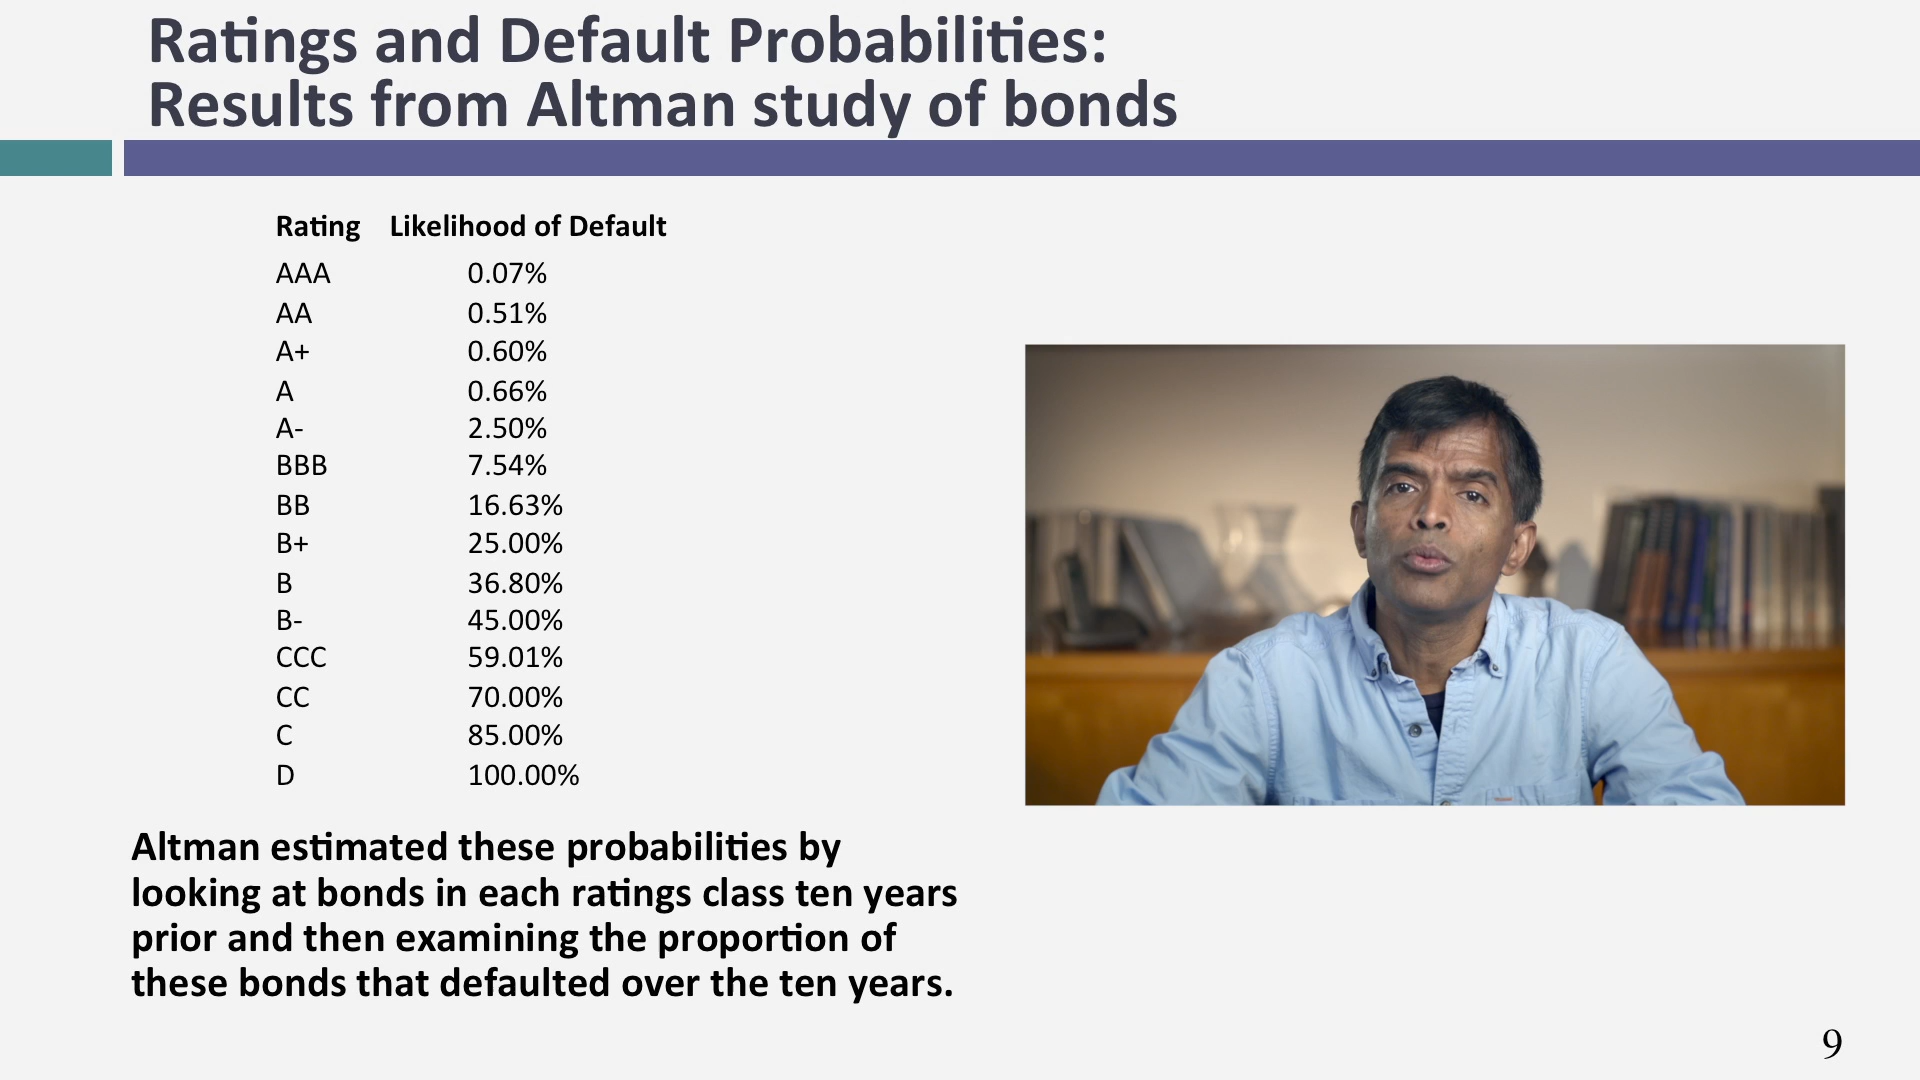 Ratings and Default Probabilities:
Results from Altman study of bonds
Rating Likelihood of Default
AAA 0.07%
AA 0.51%
A+ 0.60%
A 0.66%
A- 2.50%
BBB 7.54%
BB 16.63%
B+ 25.00%
B 36.80%
B- 45.00%
CCC 59.01%
CC 70.00%
C 85.00%
D 100.00%
Altman estimated these probabilities by
looking at bonds in each ratings class ten years
prior and then examining the proportion of
these bonds that defaulted over the ten years.
9